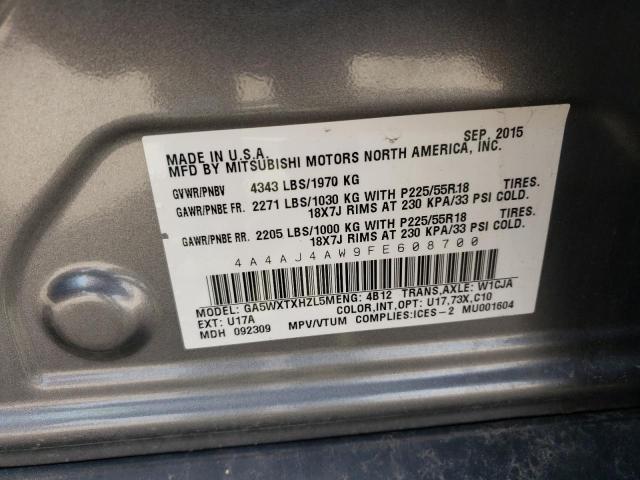 SEP, 2015
MADE IN U.S.A.
MFD BY MITSUBISHI MOTORS NORTH AMERICA, INC.
GVWR/PNBV 4343 LBS/1970 KG
GAWR/PNBE FR. 2271 LBS/1030 KG WITH P225/55R18 TIRES.
18X7J RIMS AT 230 KPA/33 PSI COLD.
GAWR/PNBE RR. 2205 LBS/1000 KG WITH P225/55R18 TIRES.
18X7J RIMS AT 230 KPA/33 PSI COLD.
4A4AJ4AW9FE608700
MODEL: GA5WXTXHZL5MENG: 4B12 TRANS,AXLE: W1CJA
EXT: U17A COLOR,INT,OPT: U17,73X,C10
MDH 092309 MPV/VTUM COMPLIES:ICES-2 MU001604